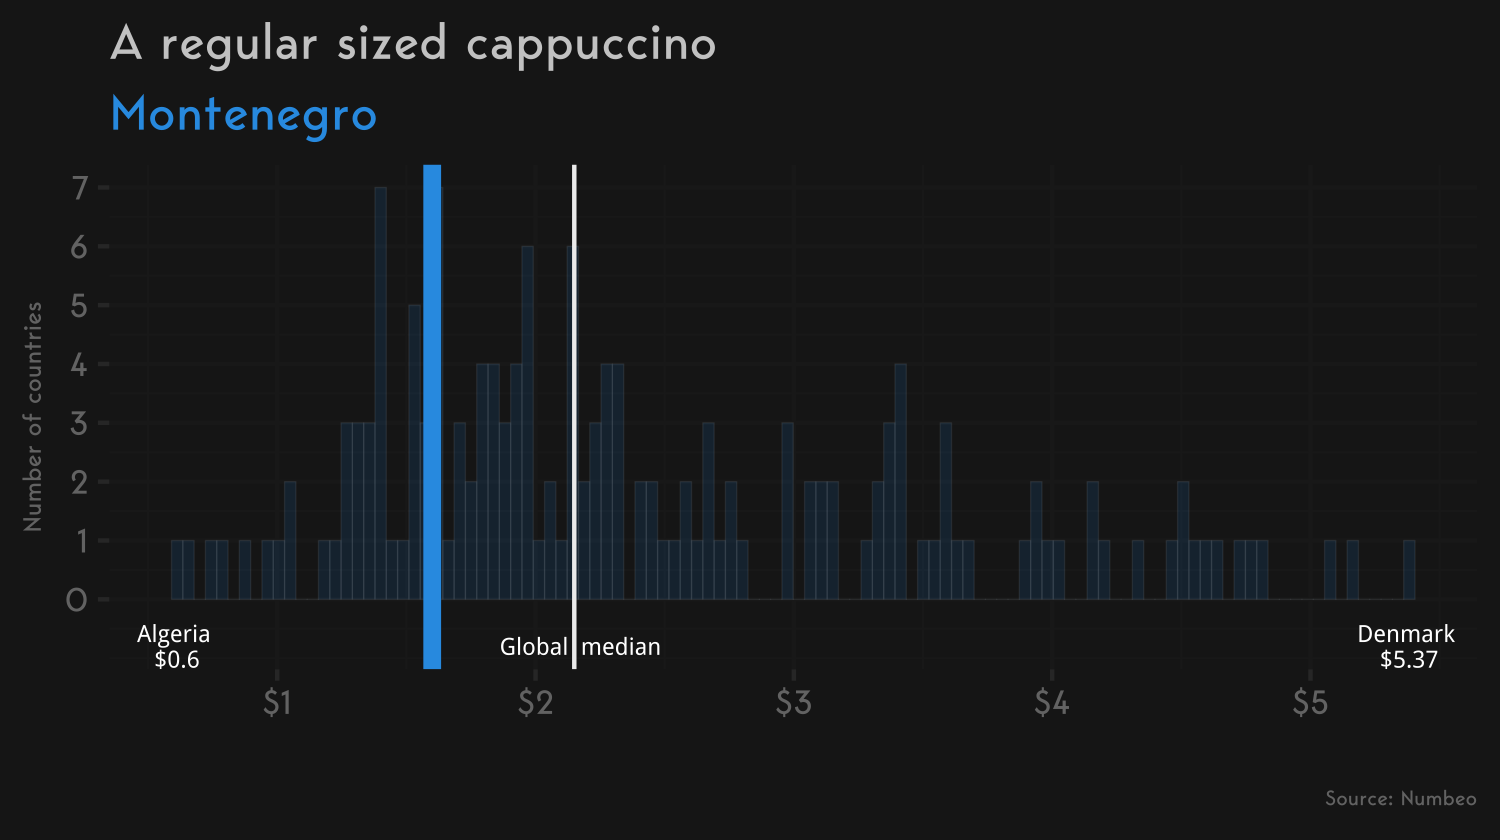 A regular sized cappuccino
Montenegro
Number of countries
7
6
5
4
3
2
1
0
Algeria
$0.6
Global median
Denmark
$5.37
$1 $2 $3 $4 $5
Source: Numbeo